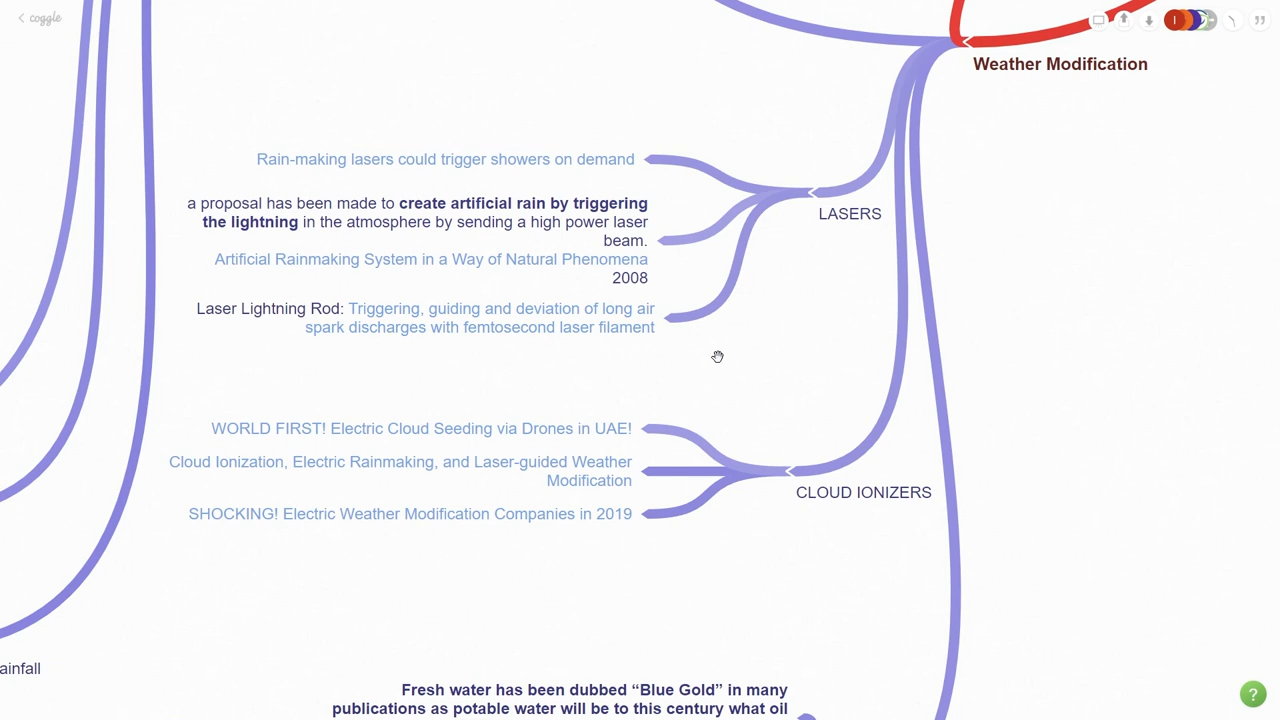 coggle
Weather Modification
Rain-making lasers could trigger showers on demand
a proposal has been made to create artificial rain by triggering
the lightning in the atmosphere by sending a high power laser
beam.
Artificial Rainmaking System in a Way of Natural Phenomena
2008
LASERS
Laser Lightning Rod: Triggering, guiding and deviation of long air
spark discharges with femtosecond laser filament
WORLD FIRST! Electric Cloud Seeding via Drones in UAE!
Cloud Ionization, Electric Rainmaking, and Laser-guided Weather
Modification
SHOCKING! Electric Weather Modification Companies in 2019
CLOUD IONIZERS
ainfall
Fresh water has been dubbed “Blue Gold” in many
publications as potable water will be to this century what oil
?